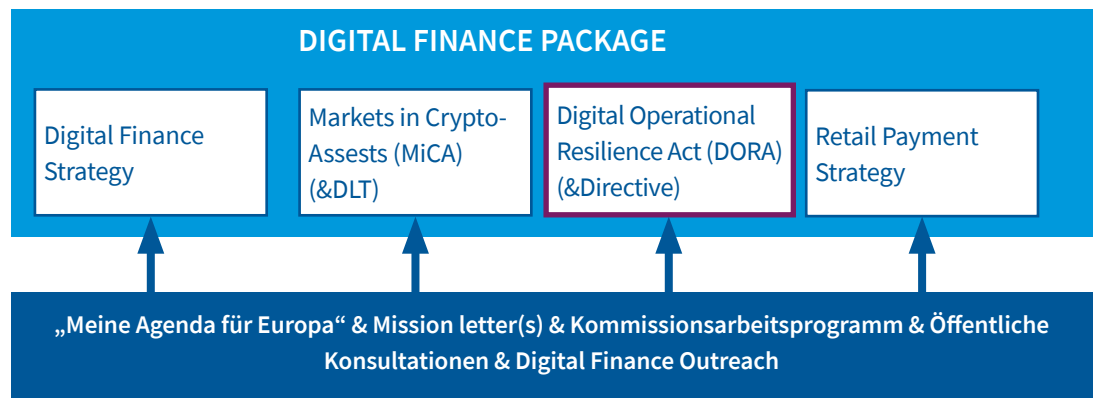 DIGITAL FINANCE PACKAGE
Digital Finance
Strategy
Markets in Crypto-
Assests (MiCA)
(&DLT)
Digital Operational
Resilience Act (DORA)
(&Directive)
Retail Payment
Strategy
„Meine Agenda für Europa“ & Mission letter(s) & Kommissionsarbeitsprogramm & Öffentliche
Konsultationen & Digital Finance Outreach